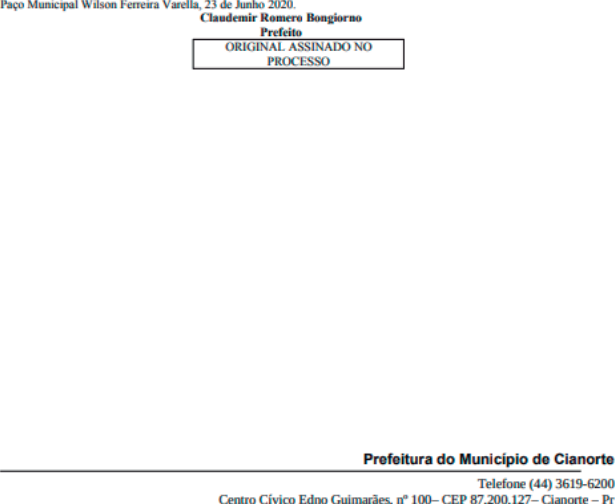 Paço Municipal Wilson Ferreira Varella, 23 de Junho 2020.
Claudemir Romero Bongiorno
Prefeito
ORIGINAL ASSINADO NO
PROCESSO
Prefeitura do Município de Cianorte
Telefone (44) 3619-6200
Centro Cívico Edno Guimarães, nº 100– CEP 87.200.127– Cianorte – Pr